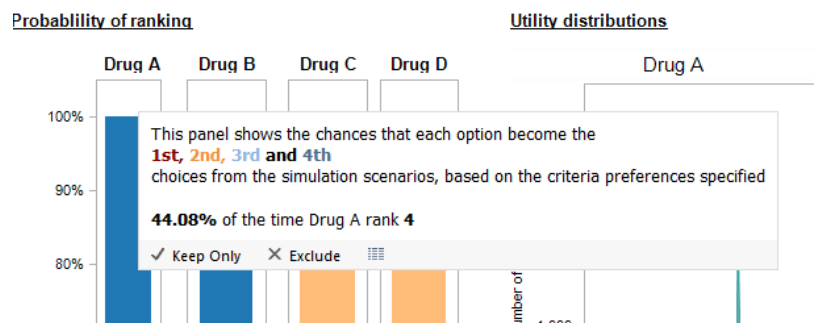 Probablility of ranking
Utility distributions
Drug A Drug B Drug C Drug D
Drug A
100%
90%
80%
This panel shows the chances that each option become the
1st, 2nd, 3rd and 4th
choices from the simulation scenarios, based on the criteria preferences specified
44.08% of the time Drug A rank 4
Keep Only Exclude